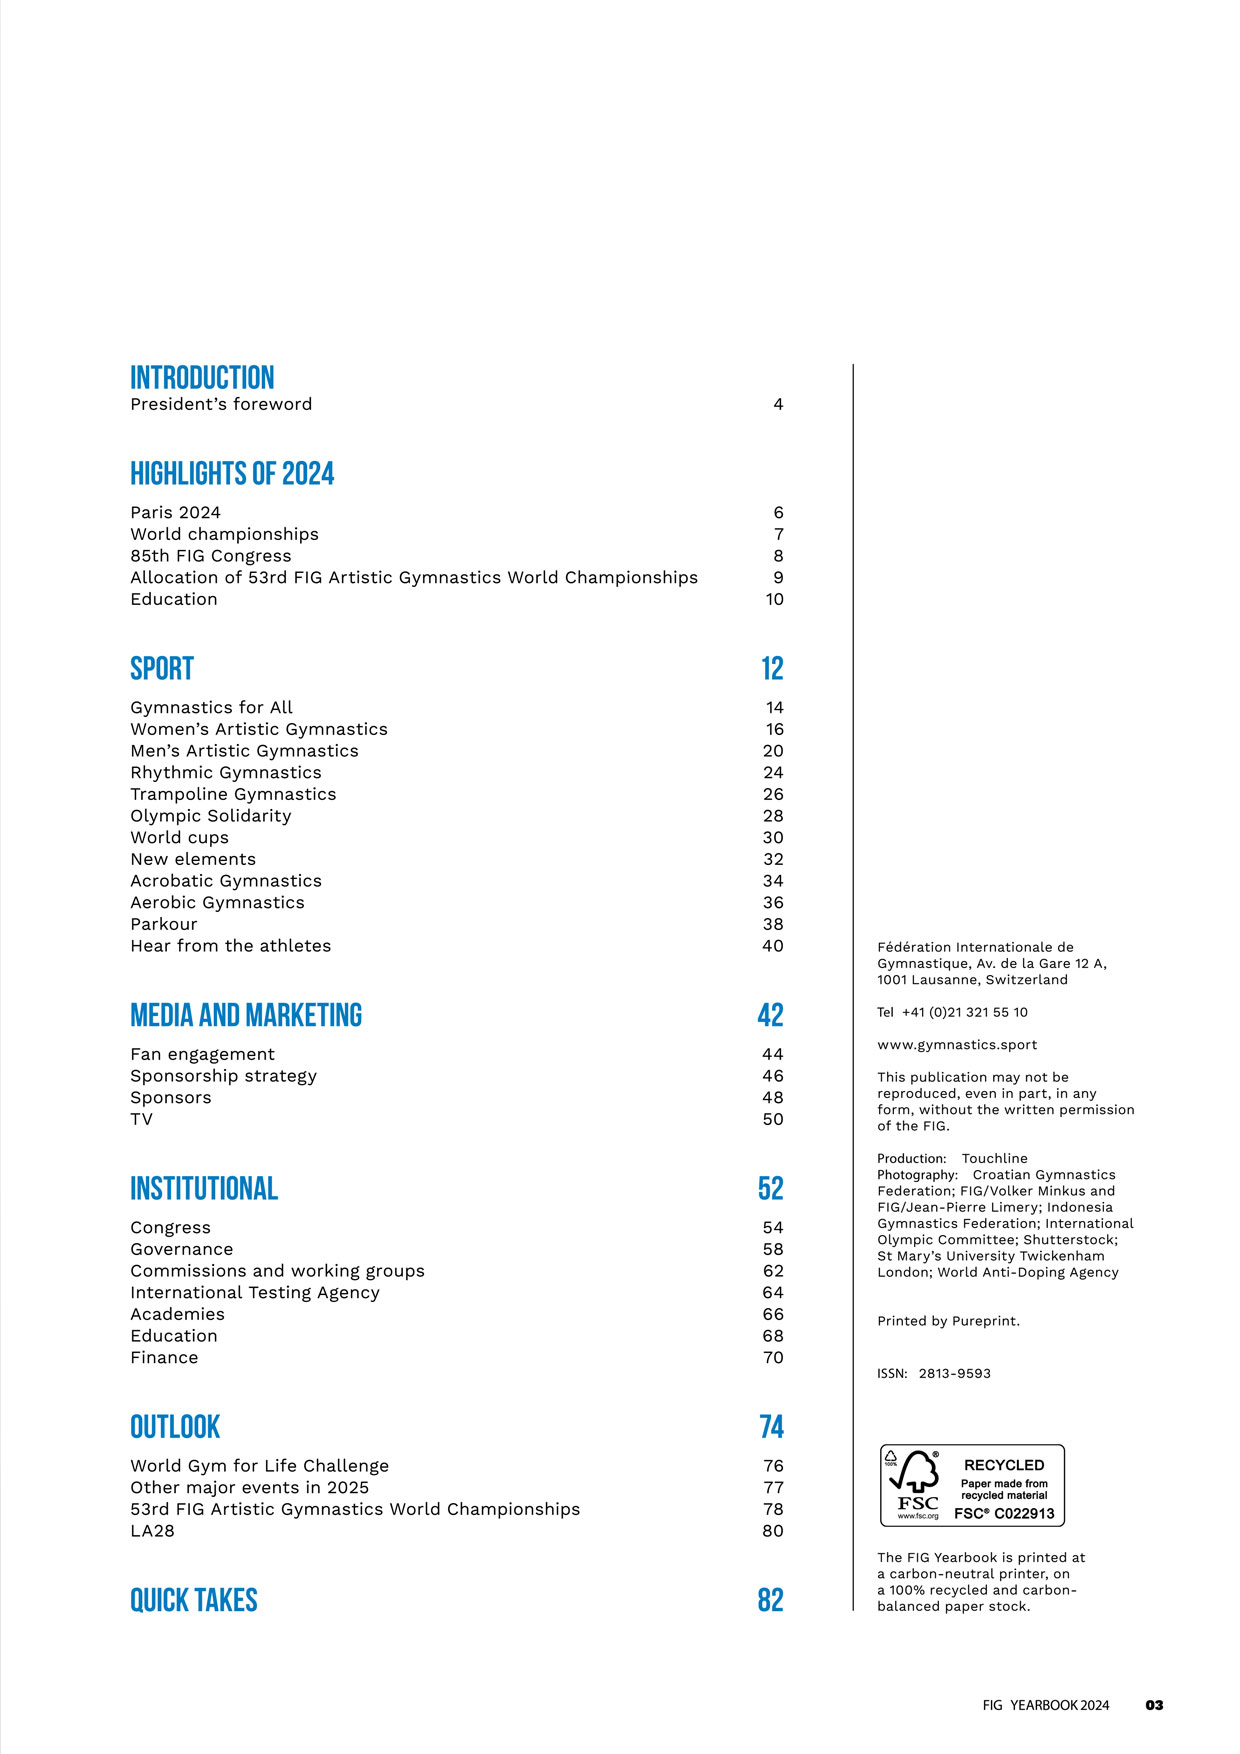 INTRODUCTION
President’s foreword 4
HIGHLIGHTS OF 2024
Paris 2024 6
World championships 7
85th FIG Congress 8
Allocation of 53rd FIG Artistic Gymnastics World Championships 9
Education 10
SPORT 12
Gymnastics for All 14
Women’s Artistic Gymnastics 16
Men’s Artistic Gymnastics 20
Rhythmic Gymnastics 24
Trampoline Gymnastics 26
Olympic Solidarity 28
World cups 30
New elements 32
Acrobatic Gymnastics 34
Aerobic Gymnastics 36
Parkour 38
Hear from the athletes 40
MEDIA AND MARKETING 42
Fan engagement 44
Sponsorship strategy 46
Sponsors 48
TV 50
INSTITUTIONAL 52
Congress 54
Governance 58
Commissions and working groups 62
International Testing Agency 64
Academies 66
Education 68
Finance 70
OUTLOOK 74
World Gym for Life Challenge 76
Other major events in 2025 77
53rd FIG Artistic Gymnastics World Championships 78
LA28 80
QUICK TAKES 82
Fédération Internationale de
Gymnastique, Av. de la Gare 12 A,
1001 Lausanne, Switzerland
Tel +41 (0)21 321 55 10
www.gymnastics.sport
This publication may not be
reproduced, even in part, in any
form, without the written permission
of the FIG.
Production: Touchline
Photography: Croatian Gymnastics
Federation; FIG/Volker Minkus and
FIG/Jean-Pierre Limery; Indonesia
Gymnastics Federation; International
Olympic Committee; Shutterstock;
St Mary’s University Twickenham
London; World Anti-Doping Agency
Printed by Pureprint.
ISSN: 2813-9593
100%
®
FSC
www.fsc.org
RECYCLED
Paper made from
recycled material
FSC® C022913
The FIG Yearbook is printed at
a carbon-neutral printer, on
a 100% recycled and carbon-
balanced paper stock.
FIG YEARBOOK 2024 03